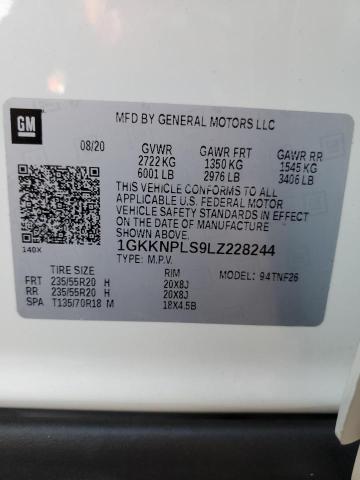 GM
MFD BY GENERAL MOTORS LLC
08/20 GVWR GAWR FRT GAWR RR
2722 KG 1350 KG 1545 KG
6001 LB 2976 LB 3406 LB
THIS VEHICLE CONFORMS TO ALL APPLICABLE
U.S. FEDERAL MOTOR
VEHICLE SAFETY STANDARDS
IN EFFECT ON THE DATE OF MANUFACTURE
SHOWN ABOVE.
1GKKNPLS9LZ228244
140X TYPE: M.P.V. MODEL: 94TNF26
TIRE SIZE RIM
FRT 235/55R20 H 20X8J
RR 235/55R20 H 20X8J
SPA T135/70R18 M 18X4.5B